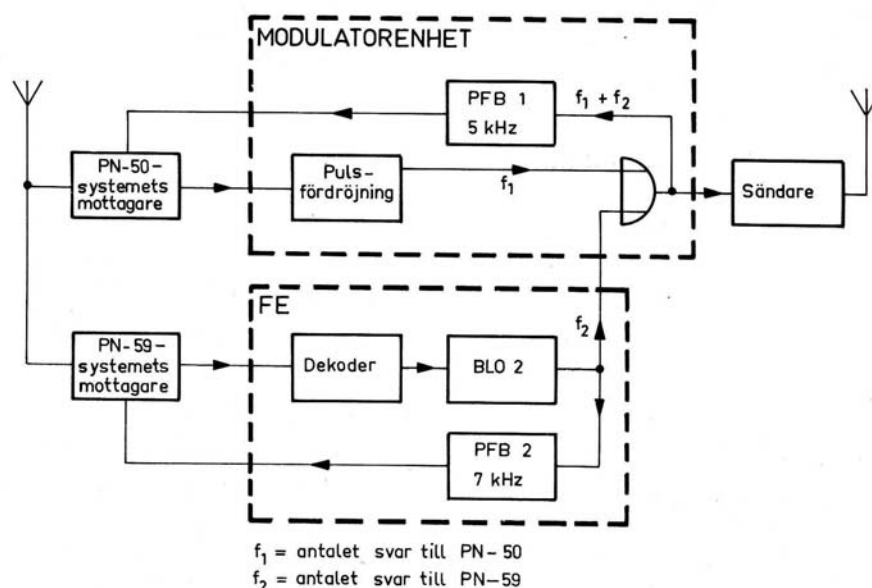 MODULATORENHET
PFB 1
5 kHz
f₁ + f₂
PN-50-
systemets
mottagare
Puls-
fördröjning
f₁
Sändare
FE
f₂
PN-59-
systemets
mottagare
Dekoder
BLO 2
PFB 2
7 kHz
f₁ = antalet svar till PN-50
f₂ = antalet svar till PN-59